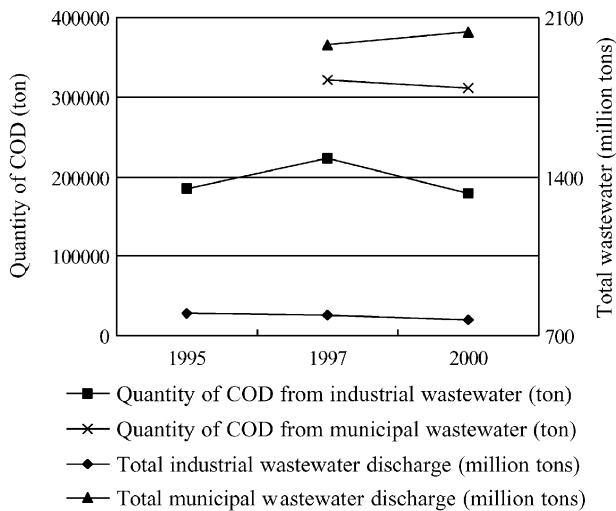 400000
300000
200000
100000
0
Quantity of COD (ton)
2100
1400
700
Total wastewater (million tons)
1995 1997 2000
Quantity of COD from industrial wastewater (ton)
Quantity of COD from municipal wastewater (ton)
Total industrial wastewater discharge (million tons)
Total municipal wastewater discharge (million tons)